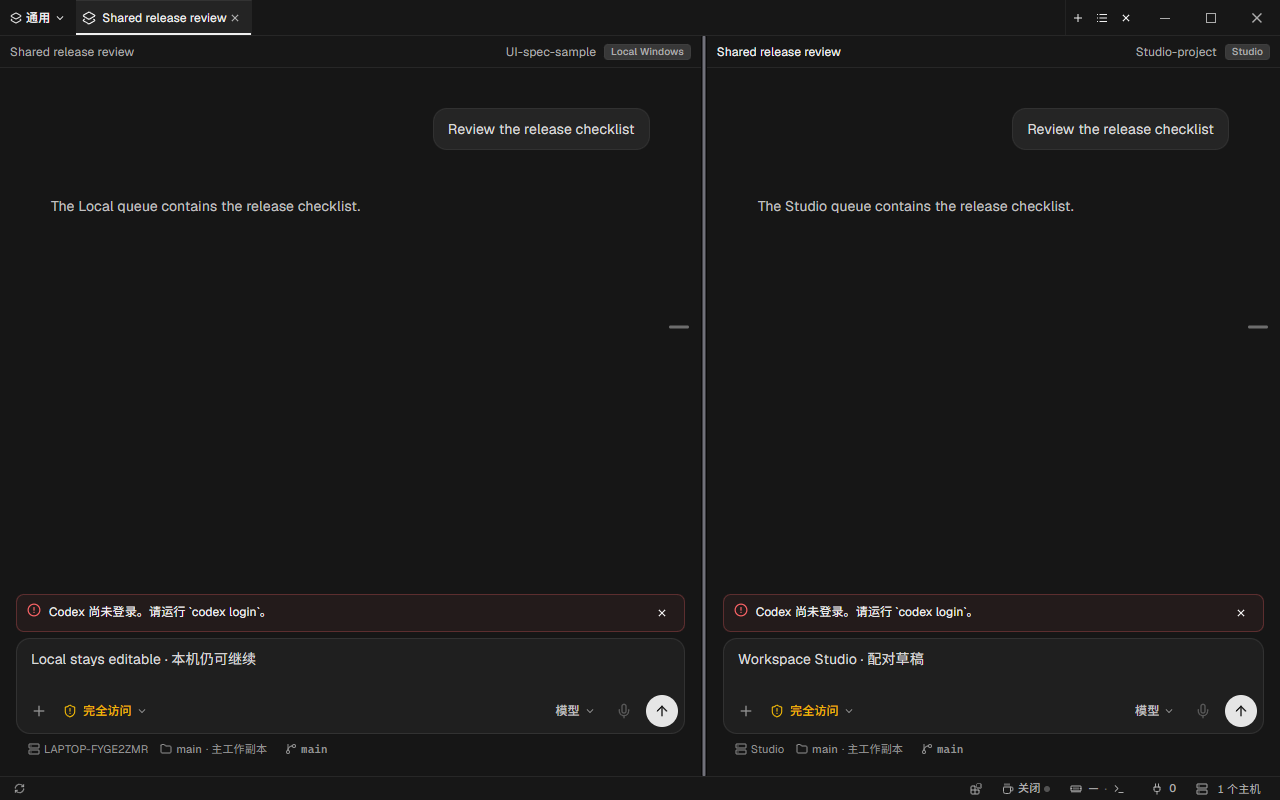 通用 Shared release review
Shared release review UI-spec-sample Local Windows
Review the release checklist
The Local queue contains the release checklist.
Codex 尚未登录。请运行 `codex login`。
Local stays editable · 本机仍可继续
完全访问 模型
LAPTOP-FYGE2ZMR main · 主工作副本 main
Shared release review Studio-project Studio
Review the release checklist
The Studio queue contains the release checklist.
Codex 尚未登录。请运行 `codex login`。
Workspace Studio · 配对草稿
完全访问 模型
Studio main · 主工作副本 main
关闭 — · 0 1 个主机